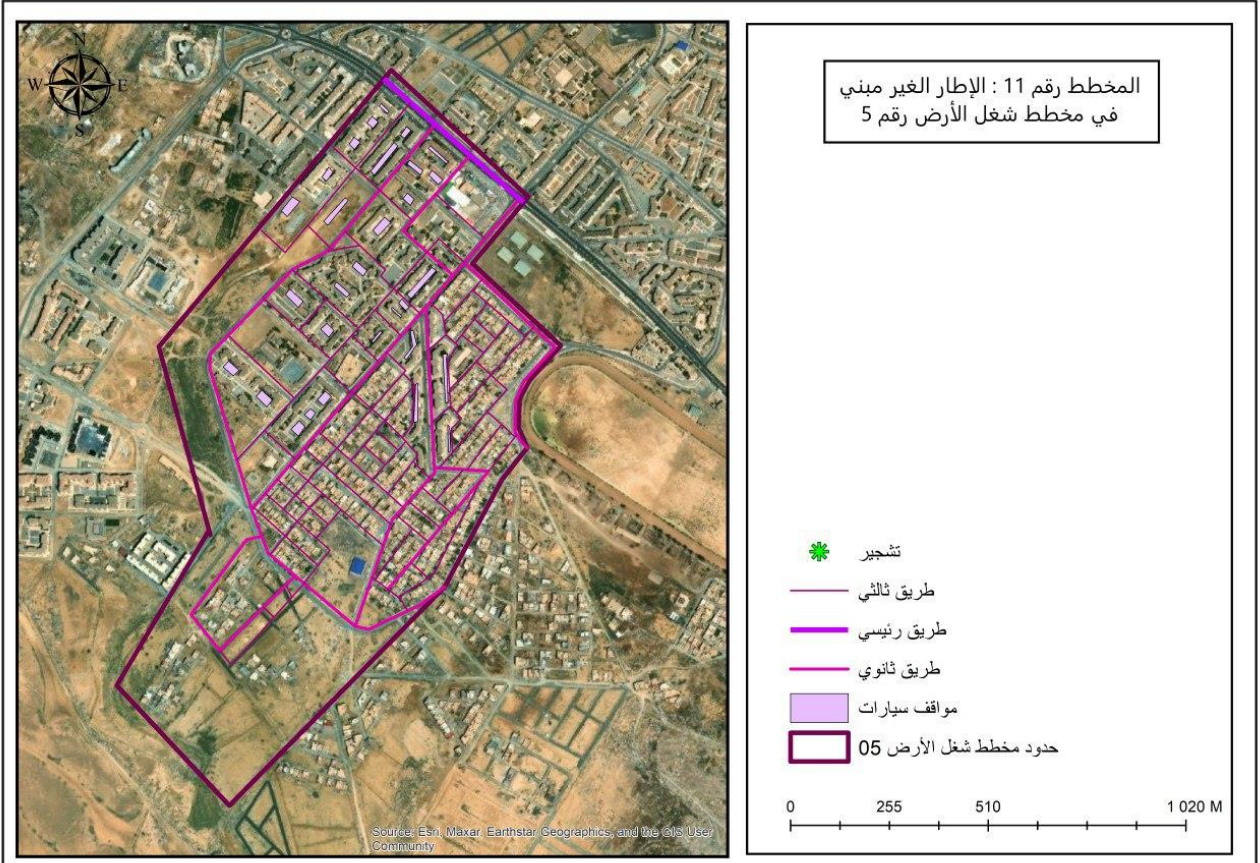 N
W
E
S
Source: Esri, Maxar, Earthstar Geographics, and the GIS User
Community
المخطط رقم 11 : الإطار الغير مبني
في مخطط شغل الأرض رقم 5
تشجير
طريق ثالثي
طريق رئيسي
طريق ثانوي
مواقف سيارات
حدود مخطط شغل الأرض 05
0 255 510 1 020 M